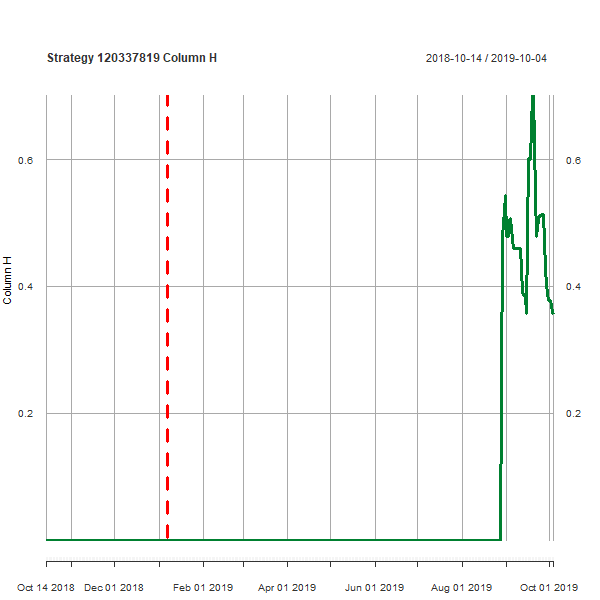 Strategy 120337819 Column H
2018-10-14 / 2019-10-04
0.6
0.6
0.4
0.4
0.2
0.2
Column H
Oct 14 2018
Dec 01 2018
Feb 01 2019
Apr 01 2019
Jun 01 2019
Aug 01 2019
Oct 01 2019